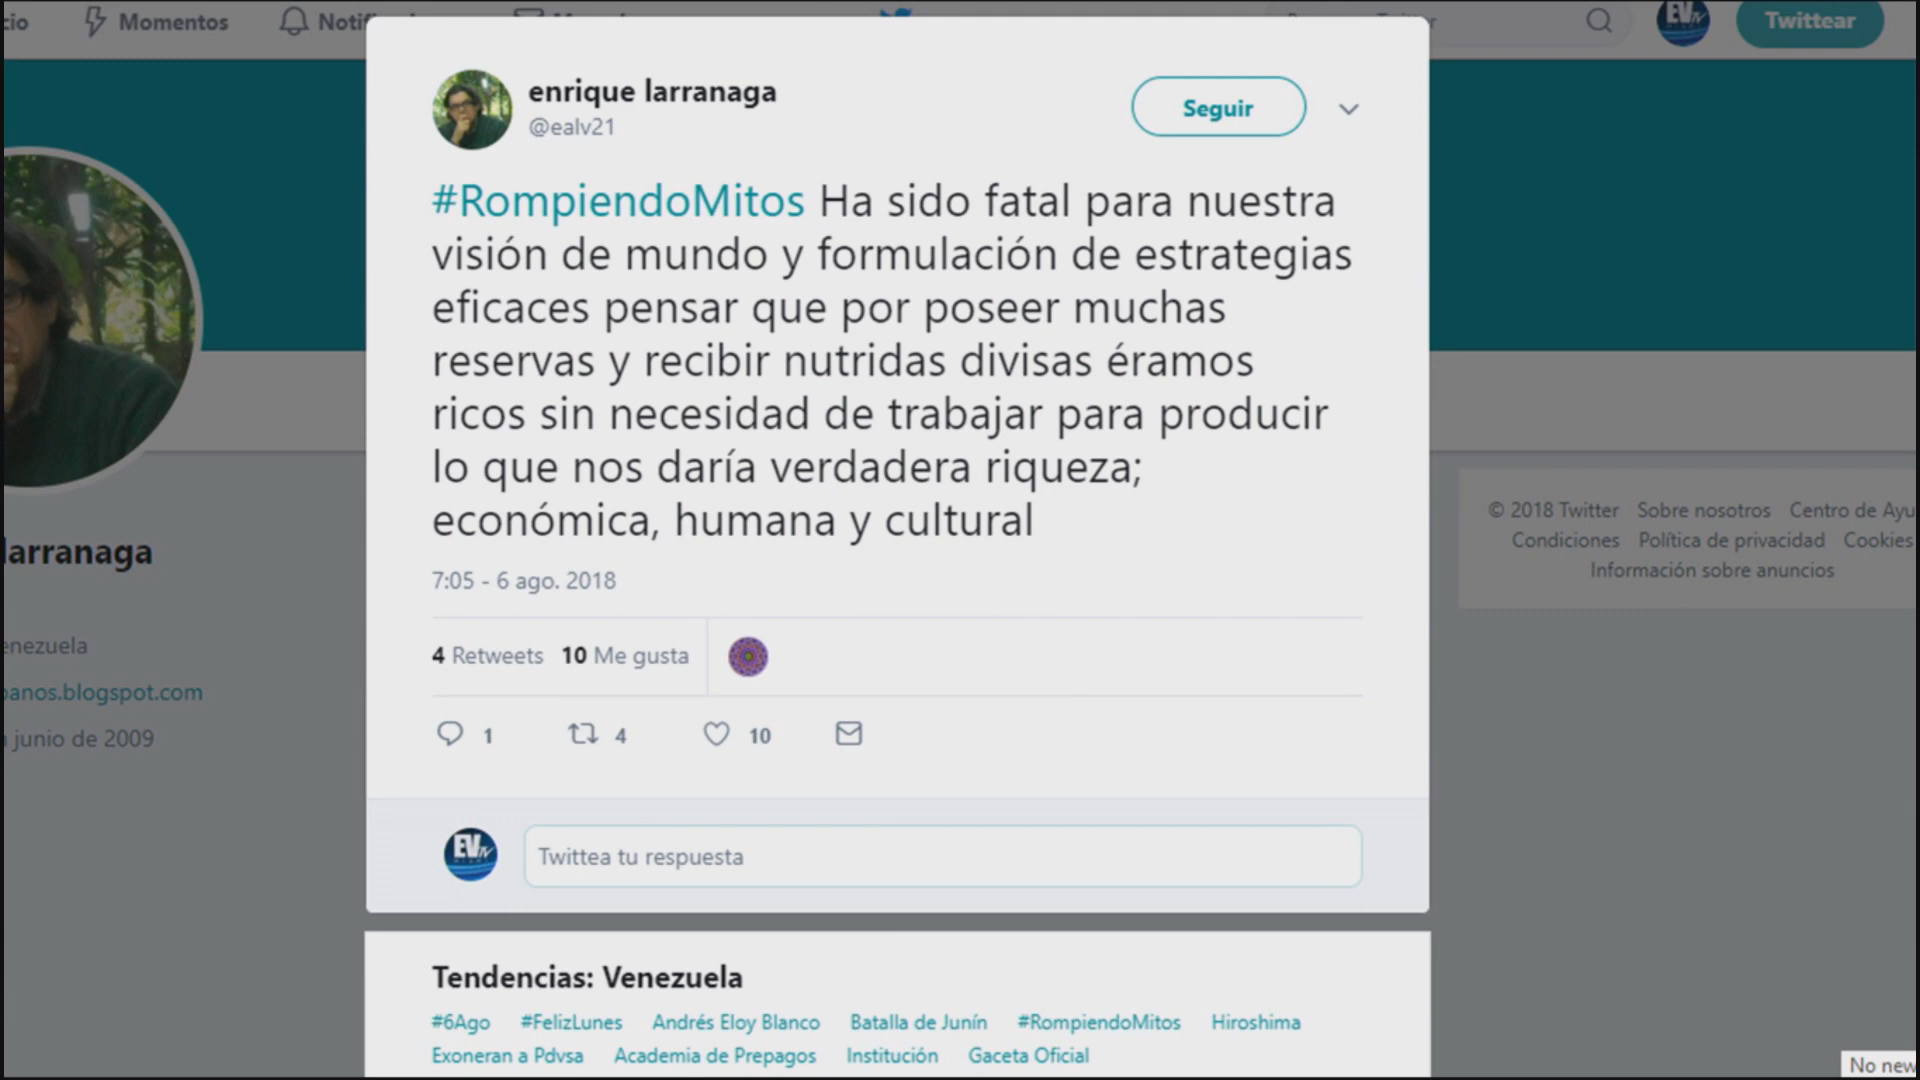 Momentos
Twittear
enrique larranaga
@ealv21
Seguir
#RompiendoMitos Ha sido fatal para nuestra
visión de mundo y formulación de estrategias
eficaces pensar que por poseer muchas
reservas y recibir nutridas divisas éramos
ricos sin necesidad de trabajar para producir
lo que nos daría verdadera riqueza;
económica, humana y cultural
7:05 - 6 ago. 2018
4 Retweets 10 Me gusta
1 4 10
EVtv
Twittea tu respuesta
Tendencias: Venezuela
#6Ago #FelizLunes Andrés Eloy Blanco Batalla de Junín #RompiendoMitos Hiroshima
Exoneran a Pdvsa Academia de Prepagos Institución Gaceta Oficial
larranaga
enezuela
panos.blogspot.com
junio de 2009
© 2018 Twitter Sobre nosotros Centro de Ayu
Condiciones Política de privacidad Cookies
Información sobre anuncios
No new